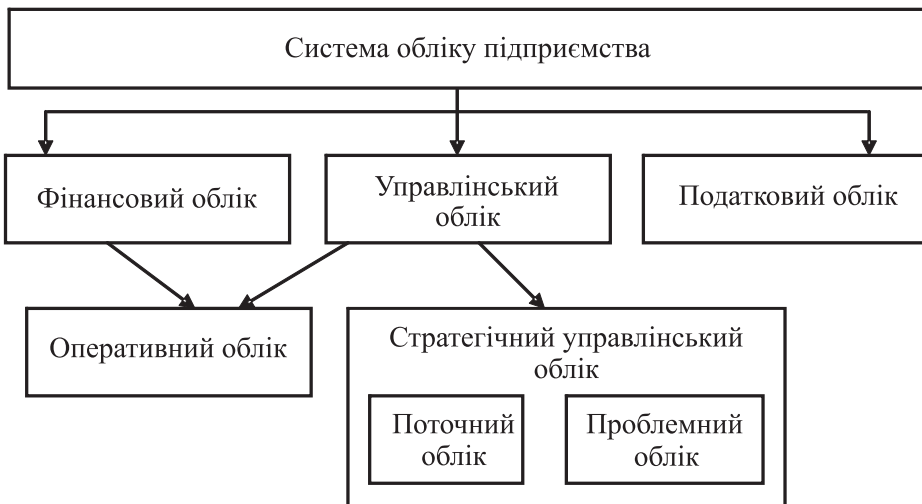 Система обліку підприємства
Фінансовий облік
Управлінський
облік
Податковий облік
Оперативний облік
Стратегічний управлінський
облік
Поточний
облік
Проблемний
облік